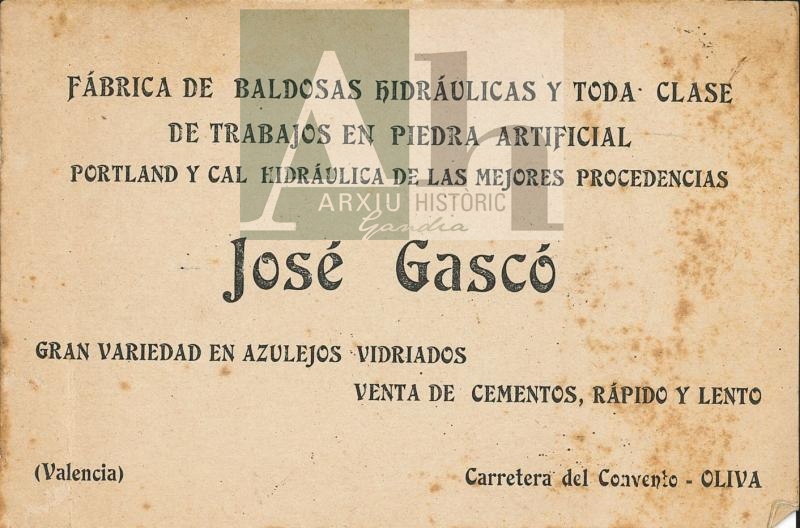 FÁBRICA DE BALDOSAS HIDRÁULICAS Y TODA CLASE
DE TRABAJOS EN PIEDRA ARTIFICIAL
PORTLAND Y CAL HIDRÁULICA DE LAS MEJORES PROCEDENCIAS
Ah
ARXIU HISTÒRIC
Gandia
José Gascó
GRAN VARIEDAD EN AZULEJOS VIDRIADOS
VENTA DE CEMENTOS, RÁPIDO Y LENTO
(Valencia)
Carretera del Convento - OLIVA